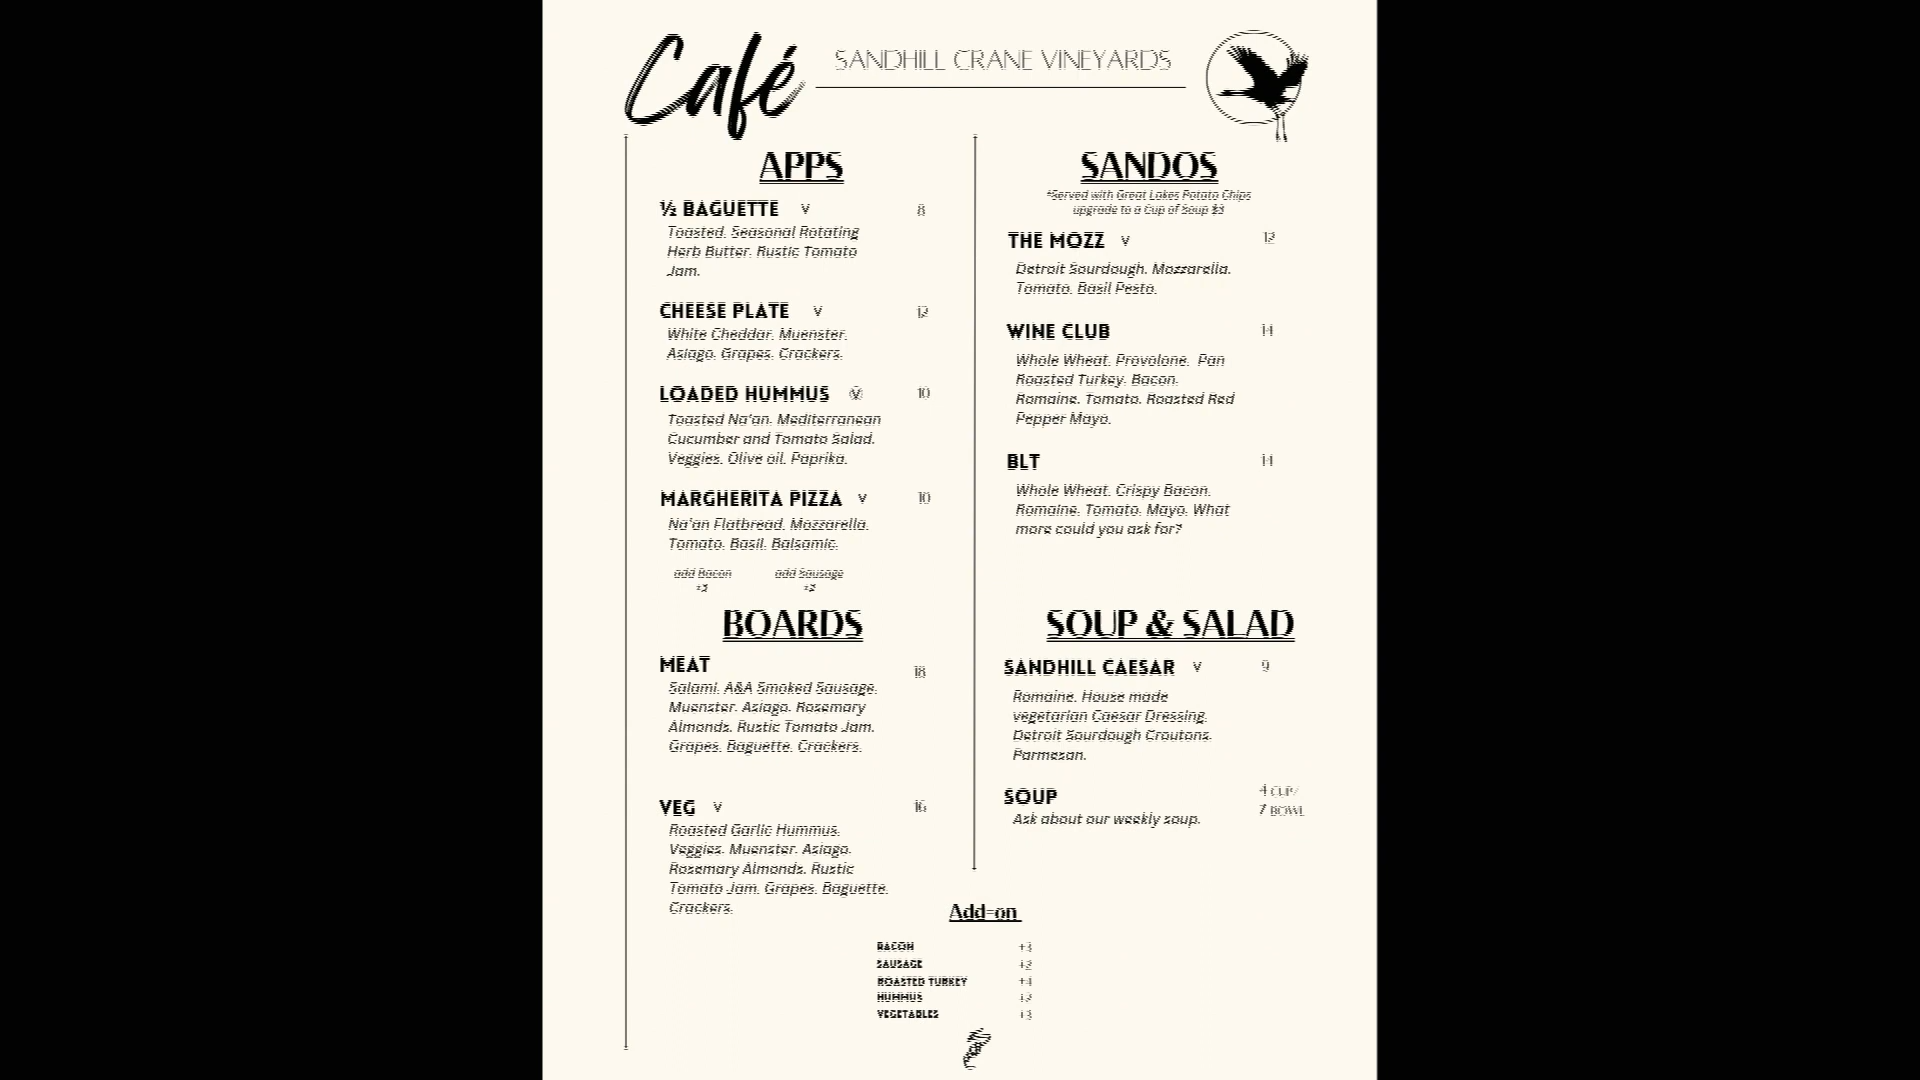 Café
SANDHILL CRANE VINEYARDS
APPS
½ BAGUETTE V 8
Toasted. Seasonal Rotating
Herb Butter. Rustic Tomato
Jam.
CHEESE PLATE V 12
White Cheddar. Muenster.
Asiago. Grapes. Crackers.
LOADED HUMMUS V 10
Toasted Na'an. Mediterranean
Cucumber and Tomato Salad.
Veggies. Olive oil. Paprika.
MARGHERITA PIZZA V 10
Na'an Flatbread. Mozzarella.
Tomato. Basil. Balsamic.
add Bacon add Sausage
BOARDS
MEAT 18
Salami. A&A Smoked Sausage.
Muenster. Asiago. Rosemary
Almonds. Rustic Tomato Jam.
Grapes. Baguette. Crackers.
VEG V 16
Roasted Garlic Hummus.
Veggies. Muenster. Asiago.
Rosemary Almonds. Rustic
Tomato Jam. Grapes. Baguette.
Crackers.
SANDOS
*Served with Great Lakes Potato Chips
upgrade to a Cup of Soup $3
THE MOZZ V 12
Detroit Sourdough. Mozzarella.
Tomato. Basil Pesto.
WINE CLUB 14
Whole Wheat. Provolone. Pan
Roasted Turkey. Bacon.
Romaine. Tomato. Roasted Red
Pepper Mayo.
BLT 14
Whole Wheat. Crispy Bacon.
Romaine. Tomato. Mayo. What
more could you ask for?
SOUP & SALAD
SANDHILL CAESAR V 9
Romaine. House made
vegetarian Caesar Dressing.
Detroit Sourdough Croutons.
Parmesan.
SOUP 4 CUP/
7 BOWL
Ask about our weekly soup.
Add-on
BACON +3
SAUSAGE
ROASTED TURKEY +4
HUMMUS
VEGETABLES +3